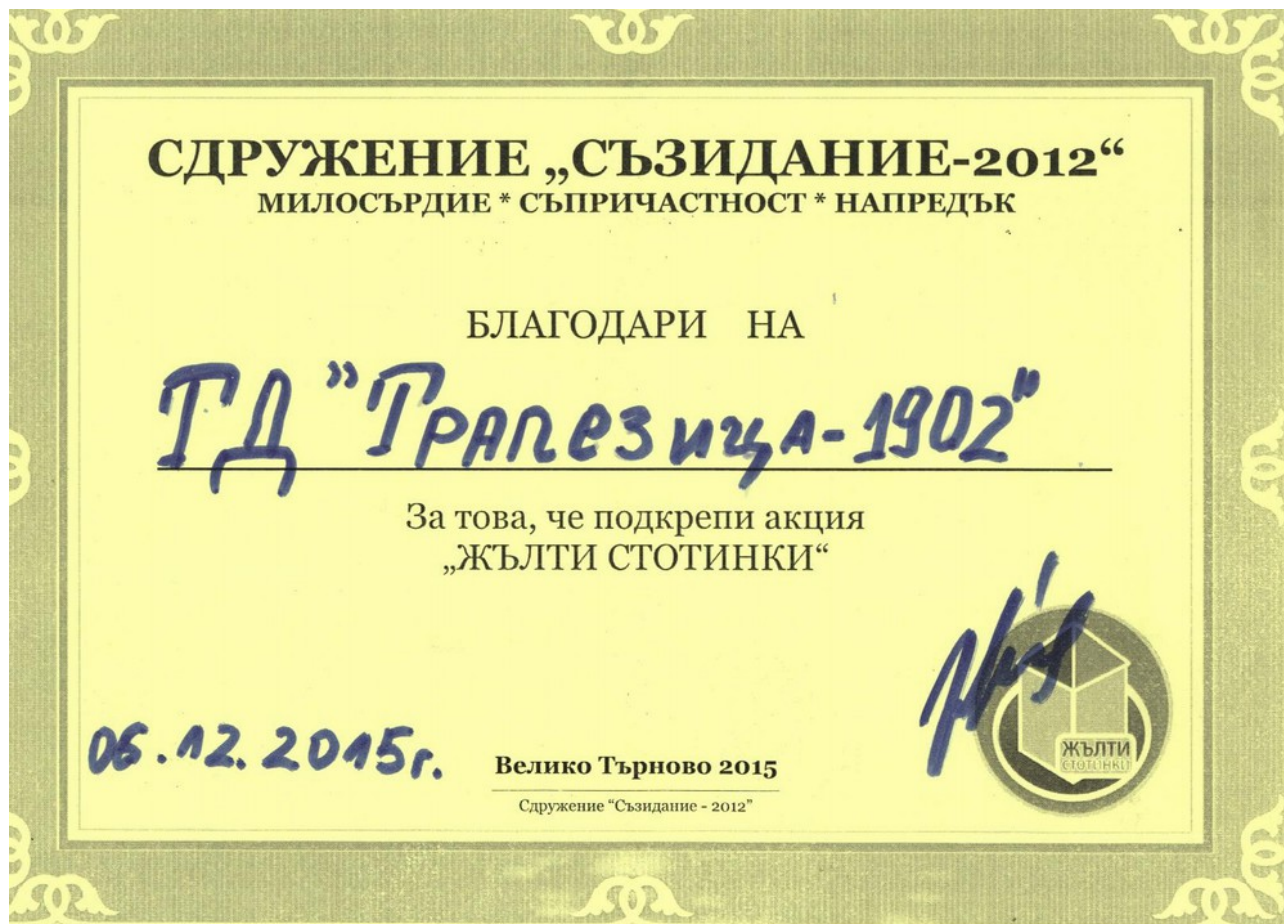 СДРУЖЕНИЕ „СЪЗИДАНИЕ-2012“
МИЛОСЪРДИЕ * СЪПРИЧАСТНОСТ * НАПРЕДЪК
БЛАГОДАРИ НА
ТД "Трапезица-1902"
За това, че подкрепи акция
„ЖЪЛТИ СТОТИНКИ“
06.12.2015г.
Велико Търново 2015
Сдружение “Съзидание - 2012”
ЖЪЛТИ
СТОТИНКИ